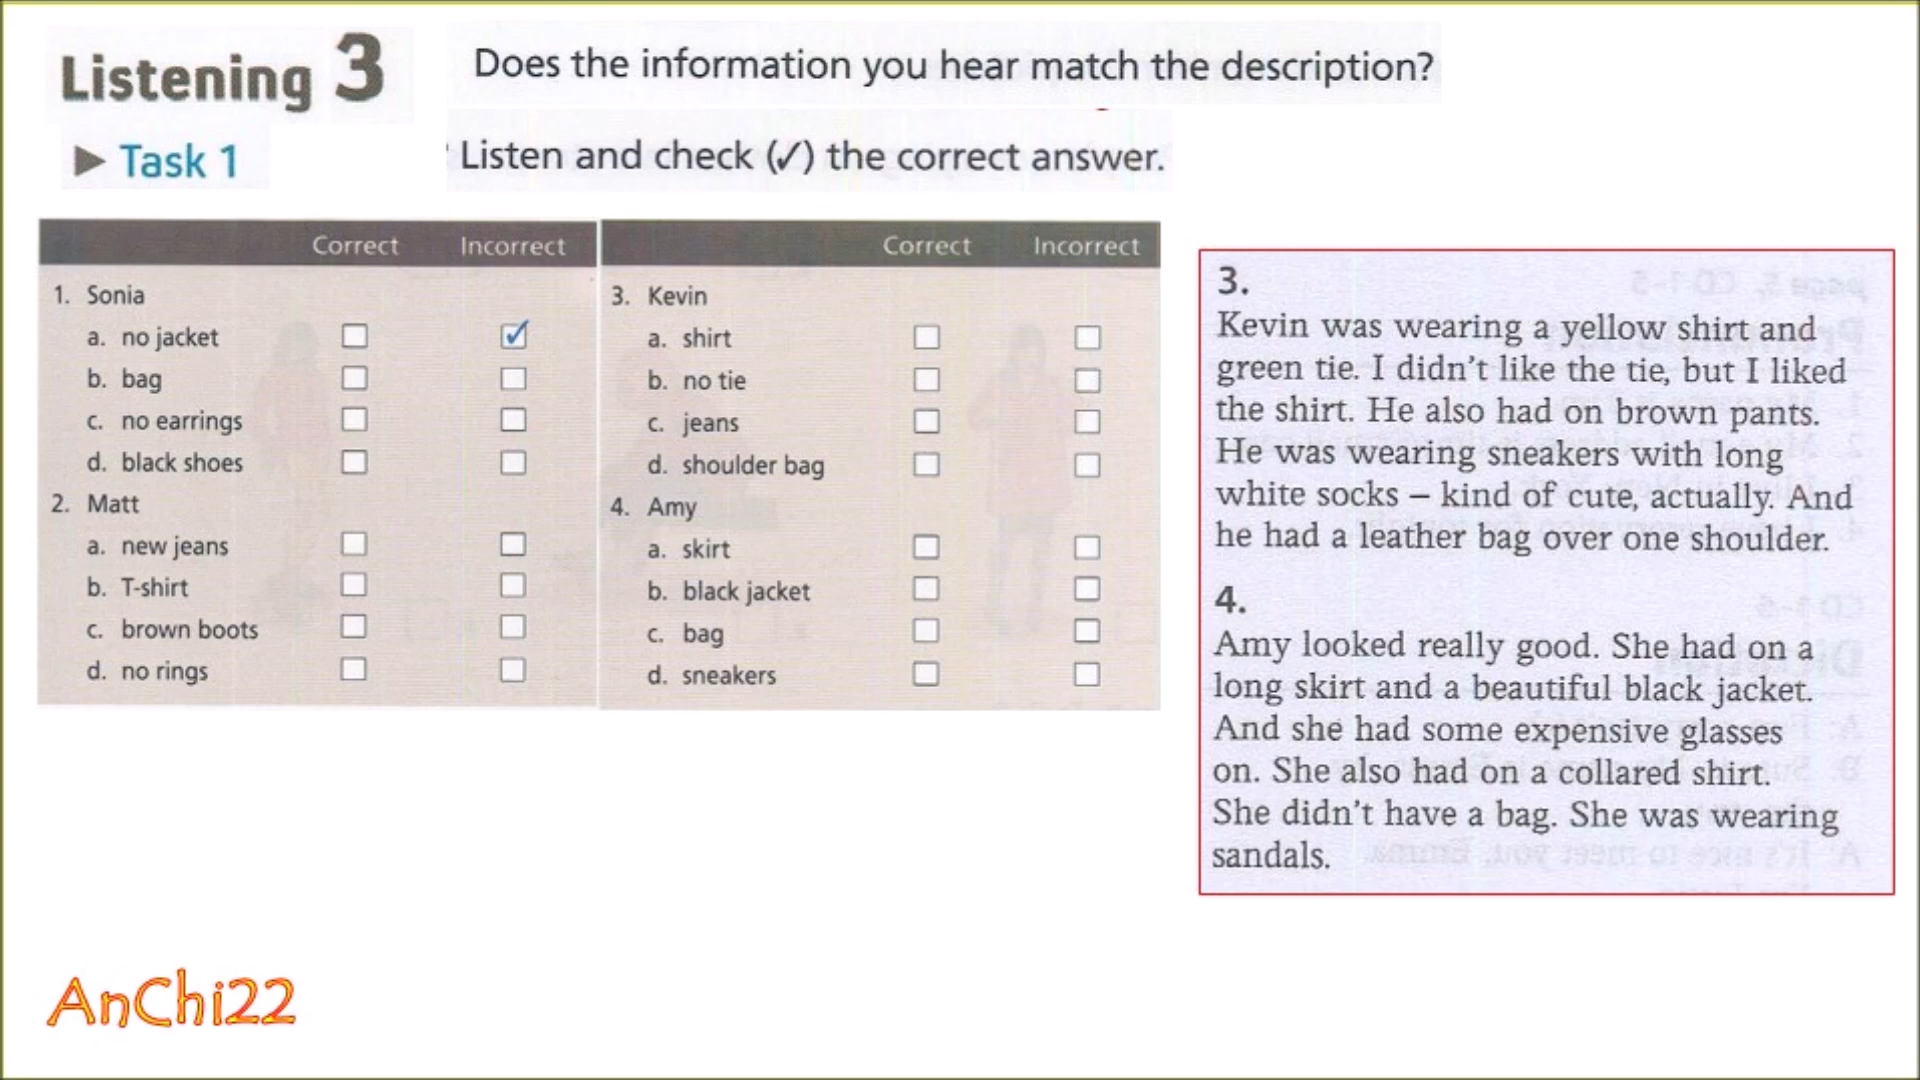 Listening 3
Does the information you hear match the description?
▶ Task 1
Listen and check (✓) the correct answer.
Correct Incorrect
1. Sonia
a. no jacket
b. bag
c. no earrings
d. black shoes
2. Matt
a. new jeans
b. T-shirt
c. brown boots
d. no rings
Correct Incorrect
3. Kevin
a. shirt
b. no tie
c. jeans
d. shoulder bag
4. Amy
a. skirt
b. black jacket
c. bag
d. sneakers
3.
Kevin was wearing a yellow shirt and
green tie. I didn't like the tie, but I liked
the shirt. He also had on brown pants.
He was wearing sneakers with long
white socks – kind of cute, actually. And
he had a leather bag over one shoulder.
4.
Amy looked really good. She had on a
long skirt and a beautiful black jacket.
And she had some expensive glasses
on. She also had on a collared shirt.
She didn't have a bag. She was wearing
sandals.
AnChi22